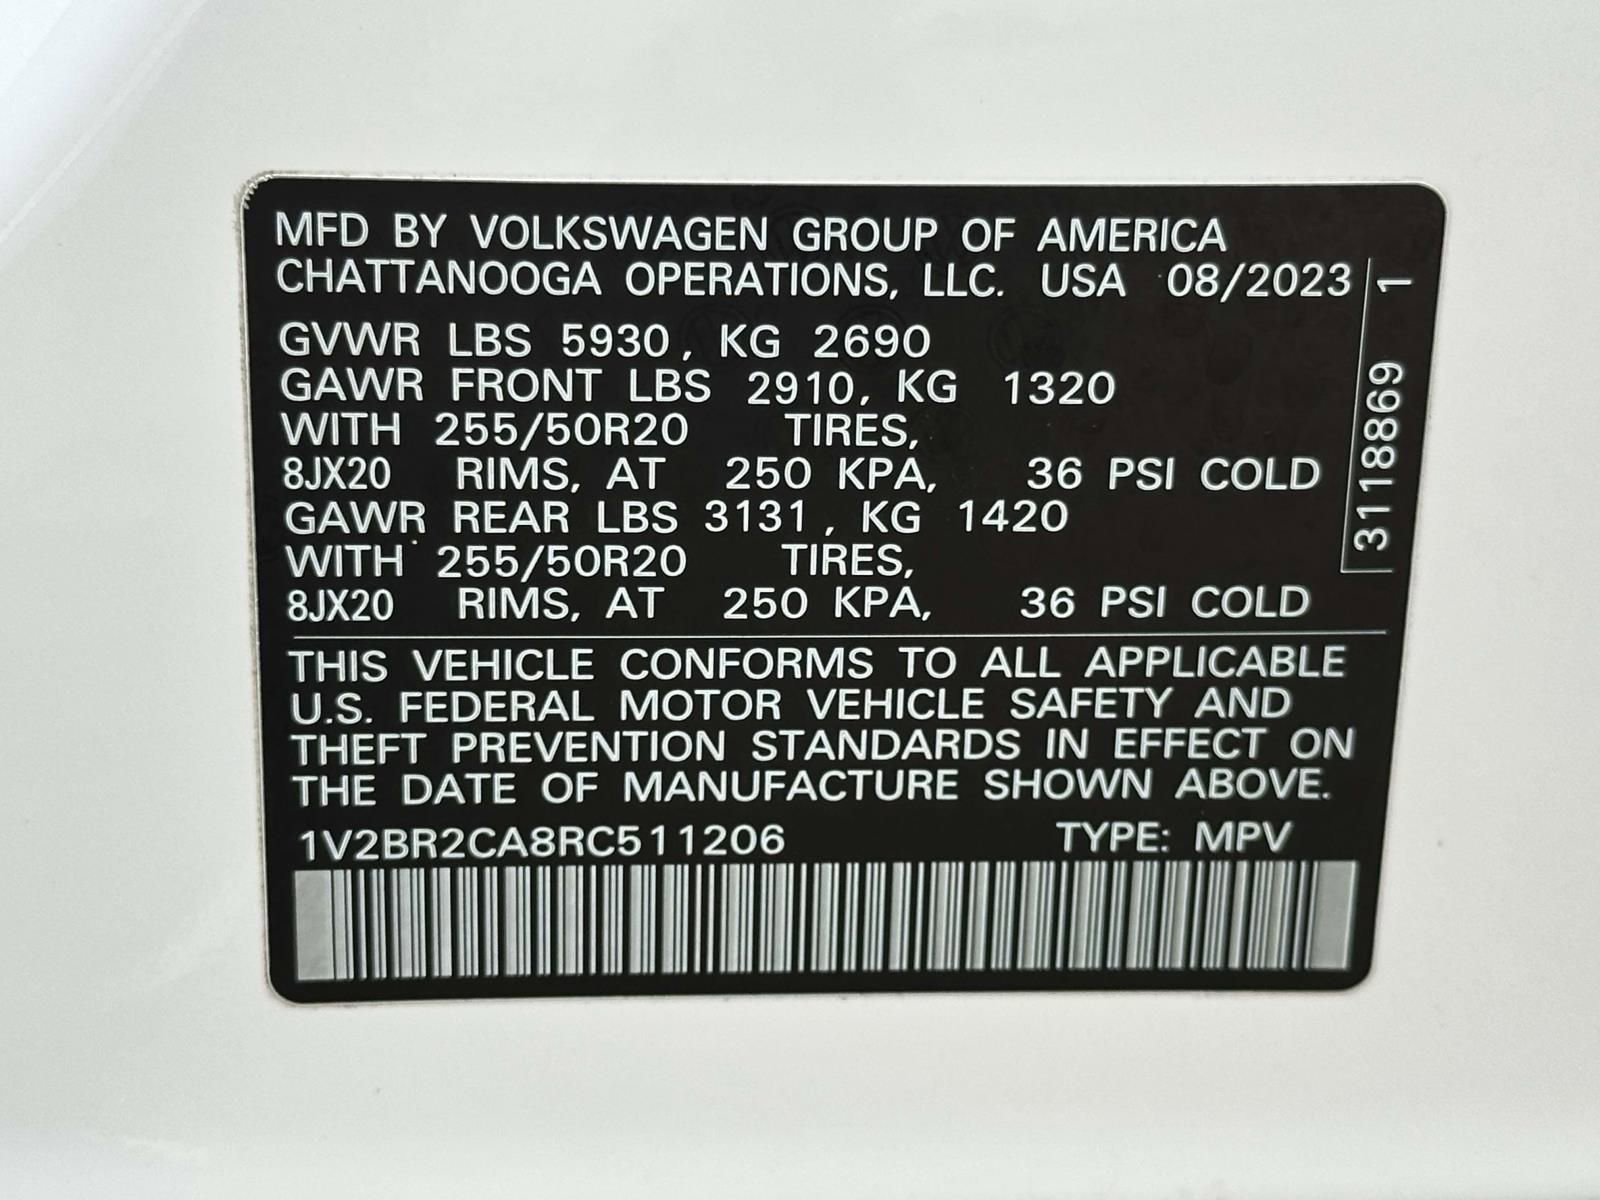 MFD BY VOLKSWAGEN GROUP OF AMERICA
CHATTANOOGA OPERATIONS, LLC. USA 08/2023
GVWR LBS 5930, KG 2690
GAWR FRONT LBS 2910, KG 1320
WITH 255/50R20 TIRES,
8JX20 RIMS, AT 250 KPA, 36 PSI COLD
GAWR REAR LBS 3131, KG 1420
WITH 255/50R20 TIRES,
8JX20 RIMS, AT 250 KPA, 36 PSI COLD
THIS VEHICLE CONFORMS TO ALL APPLICABLE
U.S. FEDERAL MOTOR VEHICLE SAFETY AND
THEFT PREVENTION STANDARDS IN EFFECT ON
THE DATE OF MANUFACTURE SHOWN ABOVE.
1V2BR2CA8RC511206 TYPE: MPV
3118869 1